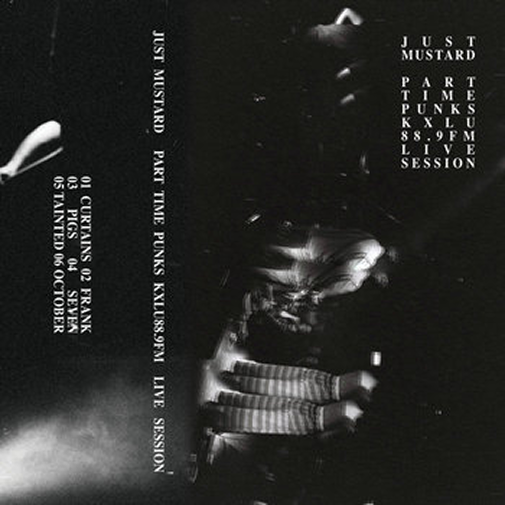 JUST
MUSTARD
PART
TIME
PUNKS
KXLU
88.9FM
LIVE
SESSION
JUST MUSTARD PART TIME PUNKS KXLU88.9FM LIVE SESSION
01 CURTAINS 02 FRANK
03 PIGS 04 SEVEN
05 TAINTED 06 OCTOBER